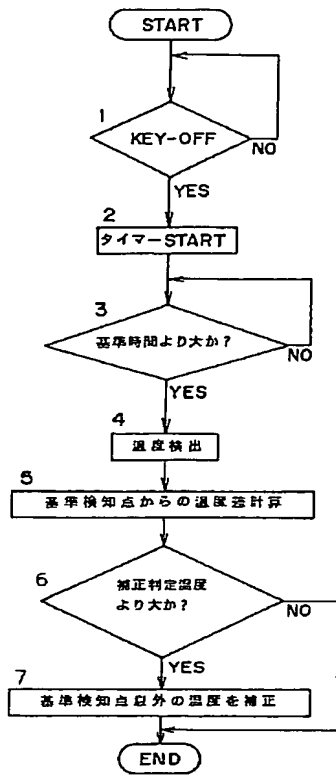 START
1
KEY-OFF
NO
YES
2
タイマーSTART
3
基準時間より大か?
NO
YES
4
温度検出
5
基準検知点からの温度差計算
6
補正判定温度
より大か?
NO
YES
7
基準検知点以外の温度を補正
END